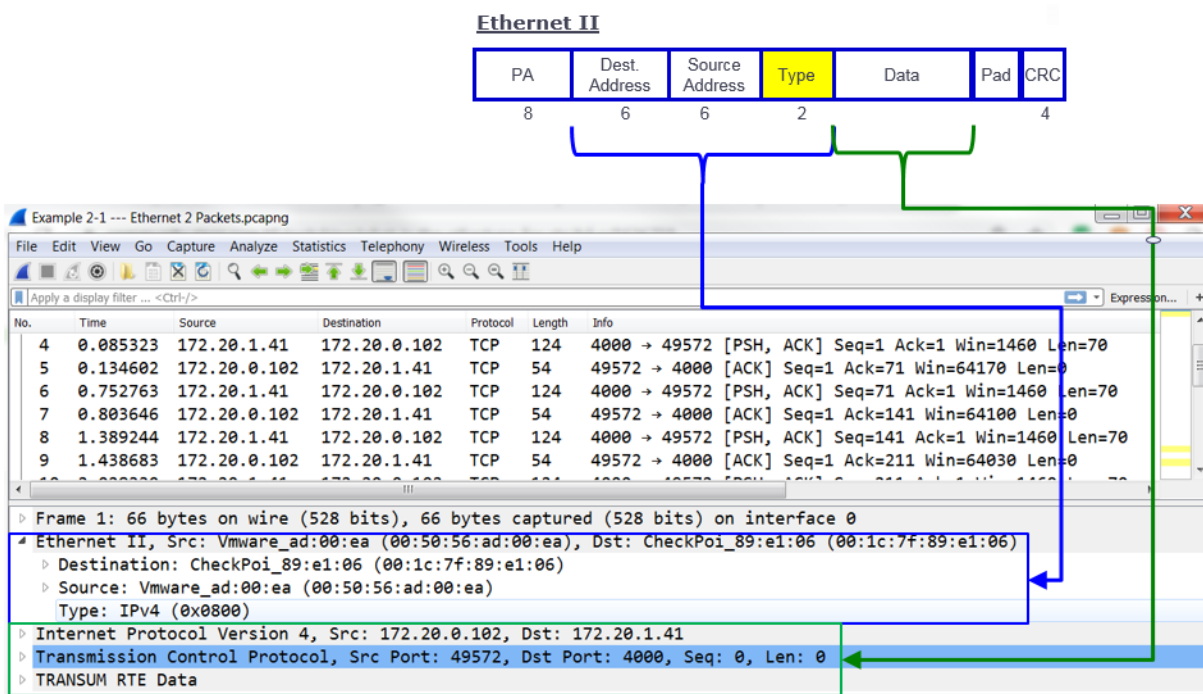 Ethernet II
PA Dest. Address Source Address Type Data Pad CRC
8 6 6 2 4
Example 2-1 --- Ethernet 2 Packets.pcapng
File Edit View Go Capture Analyze Statistics Telephony Wireless Tools Help
Apply a display filter ... <Ctrl-/> Expression... +
No. Time Source Destination Protocol Length Info
4 0.085323 172.20.1.41 172.20.0.102 TCP 124 4000 → 49572 [PSH, ACK] Seq=1 Ack=1 Win=1460 Len=70
5 0.134602 172.20.0.102 172.20.1.41 TCP 54 49572 → 4000 [ACK] Seq=1 Ack=71 Win=64170 Len=0
6 0.752763 172.20.1.41 172.20.0.102 TCP 124 4000 → 49572 [PSH, ACK] Seq=71 Ack=1 Win=1460 Len=70
7 0.803646 172.20.0.102 172.20.1.41 TCP 54 49572 → 4000 [ACK] Seq=1 Ack=141 Win=64100 Len=0
8 1.389244 172.20.1.41 172.20.0.102 TCP 124 4000 → 49572 [PSH, ACK] Seq=141 Ack=1 Win=1460 Len=70
9 1.438683 172.20.0.102 172.20.1.41 TCP 54 49572 → 4000 [ACK] Seq=1 Ack=211 Win=64030 Len=0
Frame 1: 66 bytes on wire (528 bits), 66 bytes captured (528 bits) on interface 0
Ethernet II, Src: Vmware_ad:00:ea (00:50:56:ad:00:ea), Dst: CheckPoi_89:e1:06 (00:1c:7f:89:e1:06)
Destination: CheckPoi_89:e1:06 (00:1c:7f:89:e1:06)
Source: Vmware_ad:00:ea (00:50:56:ad:00:ea)
Type: IPv4 (0x0800)
Internet Protocol Version 4, Src: 172.20.0.102, Dst: 172.20.1.41
Transmission Control Protocol, Src Port: 49572, Dst Port: 4000, Seq: 0, Len: 0
TRANSUM RTE Data